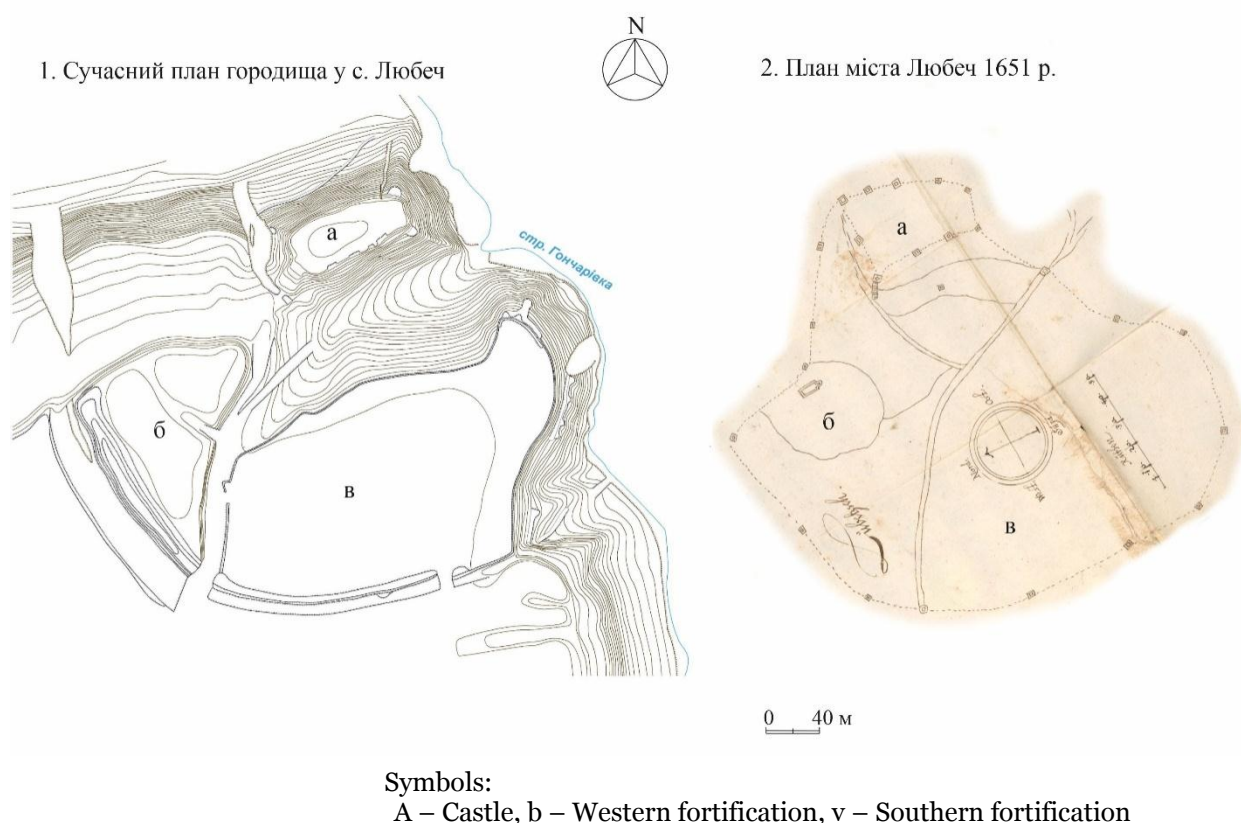 N
1. Сучасний план городища у с. Любеч
2. План міста Любеч 1651 р.
а
стр. Гончарівка
б
в
а
б
в
0 40 м
Symbols:
A – Castle, b – Western fortification, v – Southern fortification